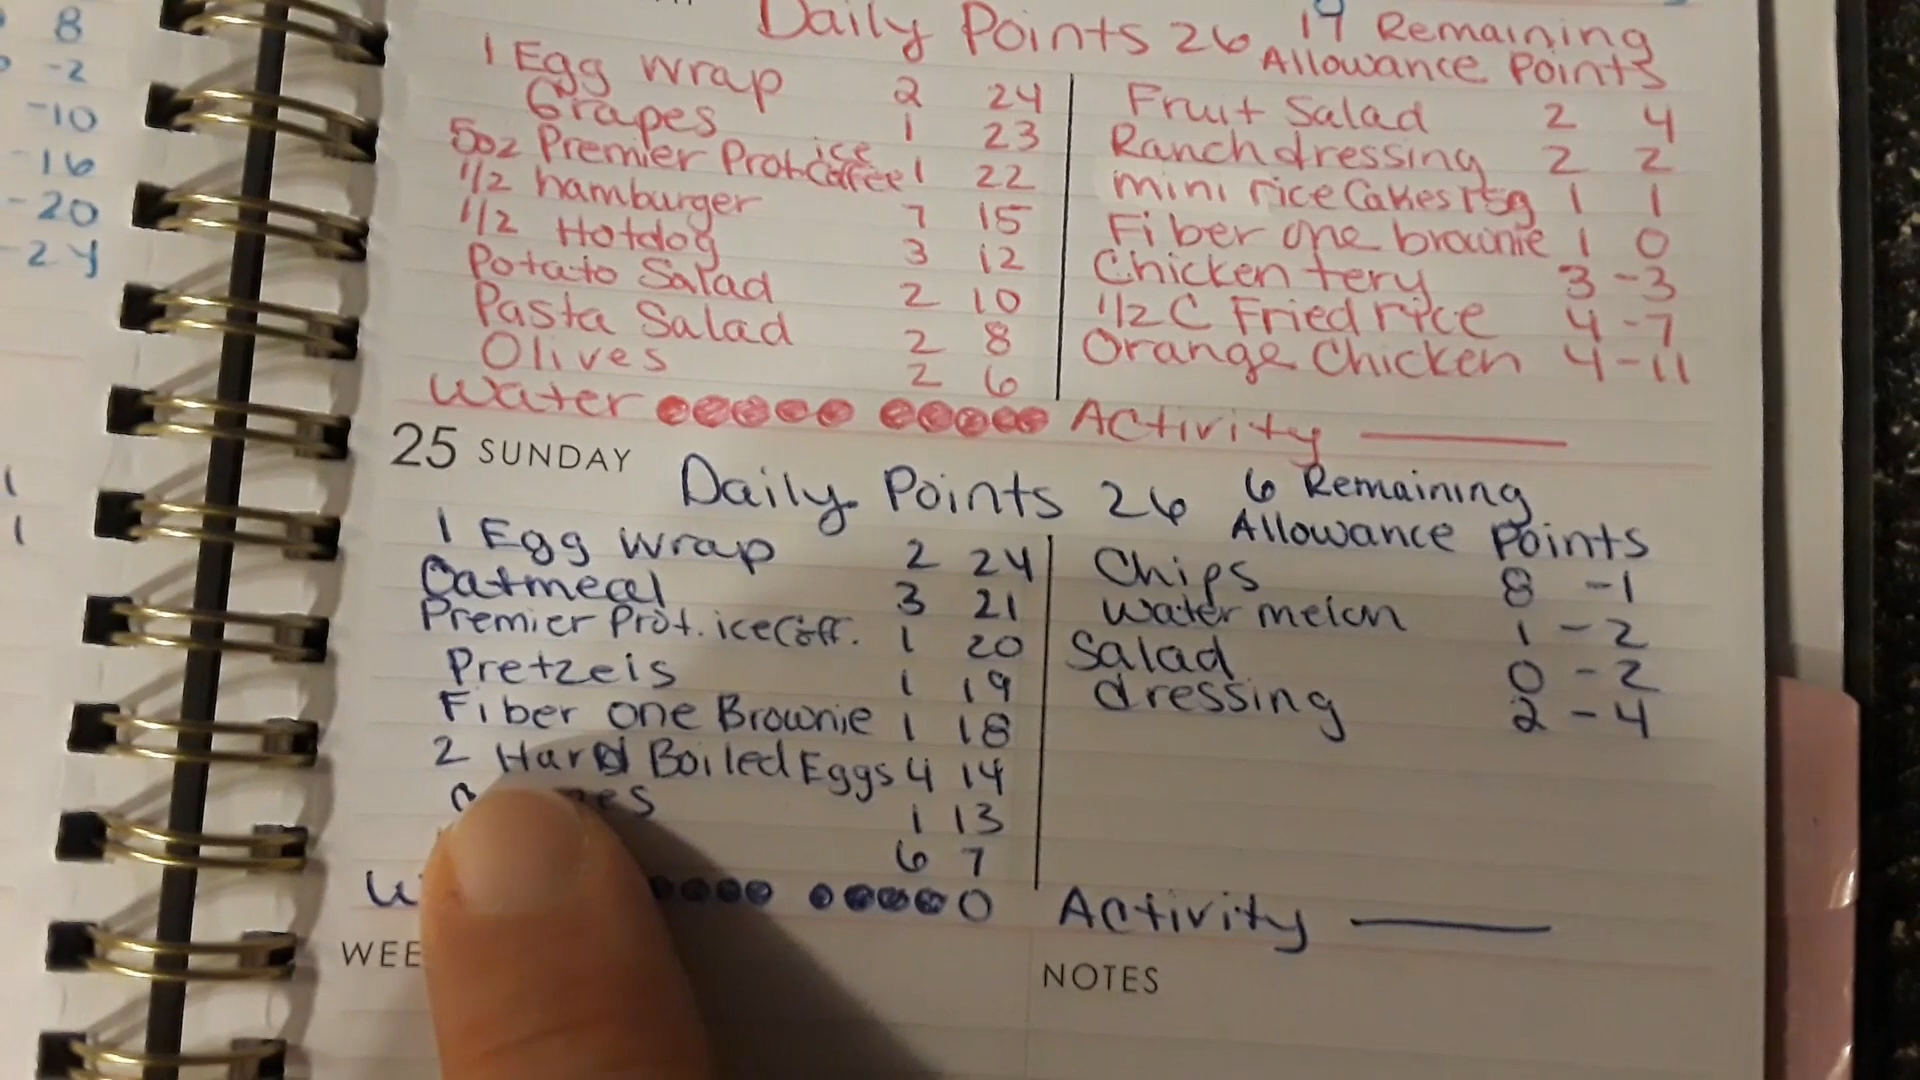 8
-2
-10
-16
-20
-24
1
1
Daily Points 26 19 Remaining
Allowance Points
1 Egg wrap 2 24
Grapes 1 23
5oz Premier Prot. ice Coffee 1 22
1/2 hamburger 7 15
1/2 Hotdog 3 12
Potato Salad 2 10
Pasta Salad 2 8
Olives 2 6
Fruit Salad 2 4
Ranch dressing 2 2
mini rice Cakes 15g 1 1
Fiber one brownie 1 0
Chicken tery 3 -3
1/2 C Fried rice 4 -7
Orange Chicken 4 -11
Water Activity
25 SUNDAY
Daily Points 26 6 Remaining
Allowance Points
1 Egg wrap 2 24
Oatmeal 3 21
Premier Prot. ice Coff. 1 20
Pretzels 1 19
Fiber one Brownie 1 18
2 Hard Boiled Eggs 4 14
1 13
6 7
Chips 8 -1
Water melon 1 -2
Salad 0 -2
dressing 2 -4
0 Activity
NOTES